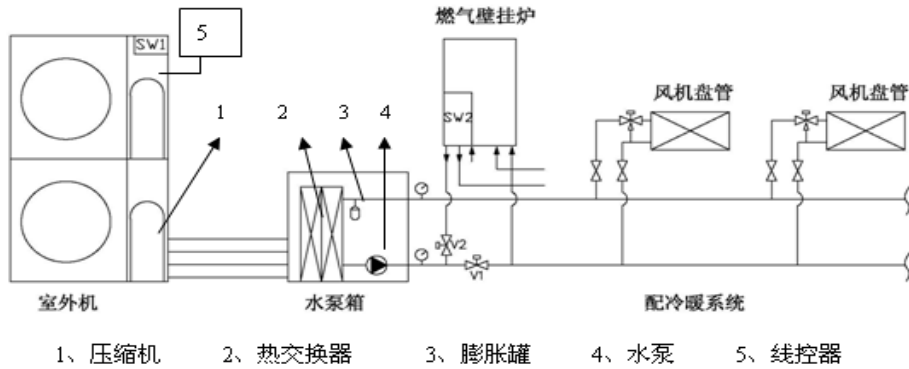 燃气壁挂炉
5
SW1
风机盘管
风机盘管
1
2
3
4
SW2
V2
V1
室外机
水泵箱
配冷暖系统
1、压缩机 2、热交换器 3、膨胀罐 4、水泵 5、线控器